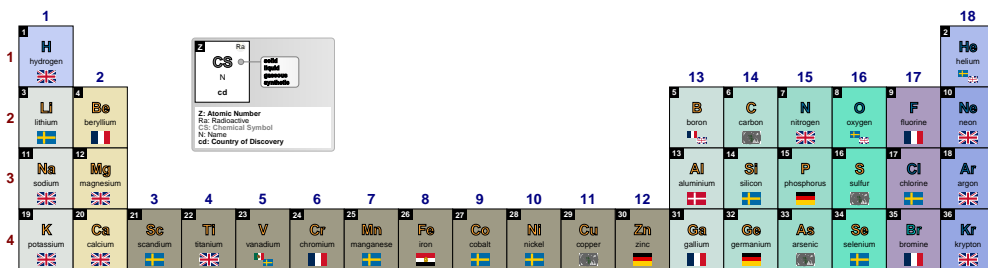 1 18
1 H hydrogen 2 He helium
Z Ra CS N cd solid liquid gaseous synthetic
Z: Atomic Number
Ra: Radioactive
CS: Chemical Symbol
N: Name
cd: Country of Discovery
1
2 13 14 15 16 17
3 Li lithium 4 Be beryllium 5 B boron 6 C carbon 7 N nitrogen 8 O oxygen 9 F fluorine 10 Ne neon
2
11 Na sodium 12 Mg magnesium 13 Al aluminium 14 Si silicon 15 P phosphorus 16 S sulfur 17 Cl chlorine 18 Ar argon
3
3 4 5 6 7 8 9 10 11 12
19 K potassium 20 Ca calcium 21 Sc scandium 22 Ti titanium 23 V vanadium 24 Cr chromium 25 Mn manganese 26 Fe iron 27 Co cobalt 28 Ni nickel 29 Cu copper 30 Zn zinc 31 Ga gallium 32 Ge germanium 33 As arsenic 34 Se selenium 35 Br bromine 36 Kr krypton
4